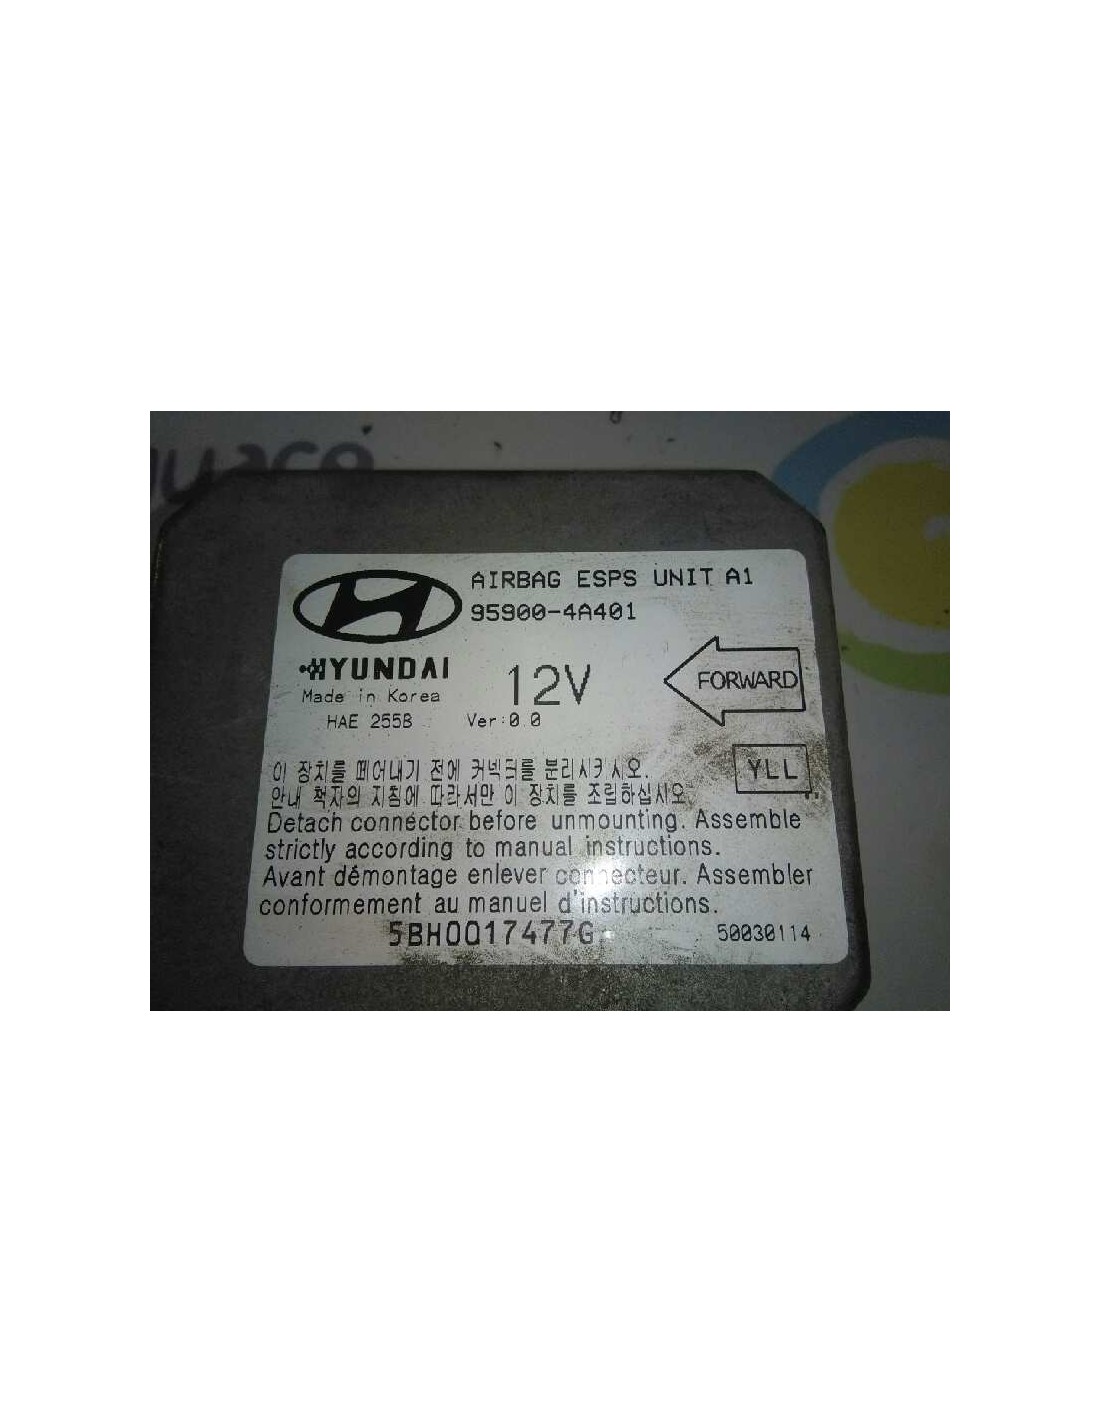 AIRBAG ESPS UNIT A1
95900-4A401
HYUNDAI
Made in Korea
12V
FORWARD
HAE 255B
Ver:0.0
YLL
이 장치를 떼어내기 전에 커넥터를 분리시키시오.
안내 책자의 지침에 따라서만 이 장치를 조립하십시오.
Detach connector before unmounting. Assemble
strictly according to manual instructions.
Avant démontage enlever connecteur. Assembler
conformement au manuel d'instructions.
5BH0017477G
50030114